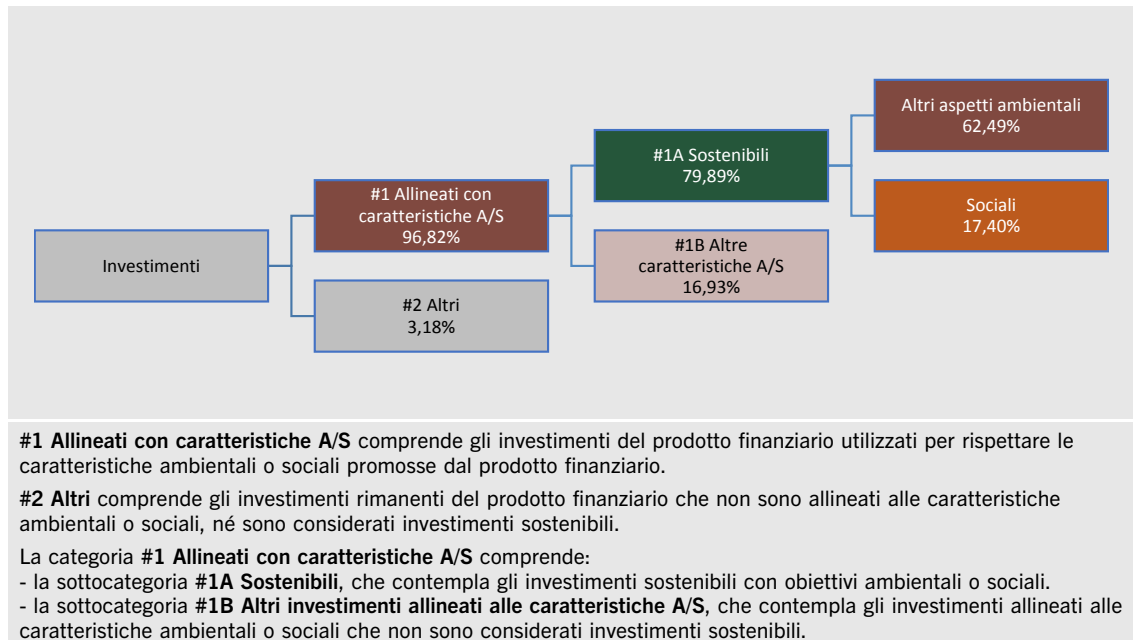 Investimenti
#1 Allineati con
caratteristiche A/S
96,82%
#2 Altri
3,18%
#1A Sostenibili
79,89%
#1B Altre
caratteristiche A/S
16,93%
Altri aspetti ambientali
62,49%
Sociali
17,40%
#1 Allineati con caratteristiche A/S comprende gli investimenti del prodotto finanziario utilizzati per rispettare le
caratteristiche ambientali o sociali promosse dal prodotto finanziario.
#2 Altri comprende gli investimenti rimanenti del prodotto finanziario che non sono allineati alle caratteristiche
ambientali o sociali, né sono considerati investimenti sostenibili.
La categoria #1 Allineati con caratteristiche A/S comprende:
- la sottocategoria #1A Sostenibili, che contempla gli investimenti sostenibili con obiettivi ambientali o sociali.
- la sottocategoria #1B Altri investimenti allineati alle caratteristiche A/S, che contempla gli investimenti allineati alle
caratteristiche ambientali o sociali che non sono considerati investimenti sostenibili.